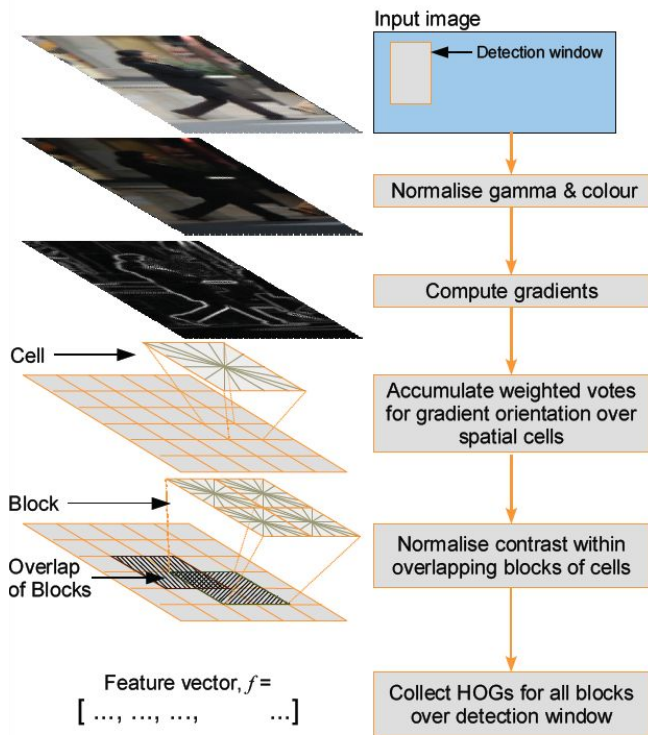 Input image
Detection window
Normalise gamma & colour
Compute gradients
Cell
Accumulate weighted votes
for gradient orientation over
spatial cells
Block
Normalise contrast within
overlapping blocks of cells
Overlap
of Blocks
Feature vector, f =
[ ..., ..., ..., ...]
Collect HOGs for all blocks
over detection window